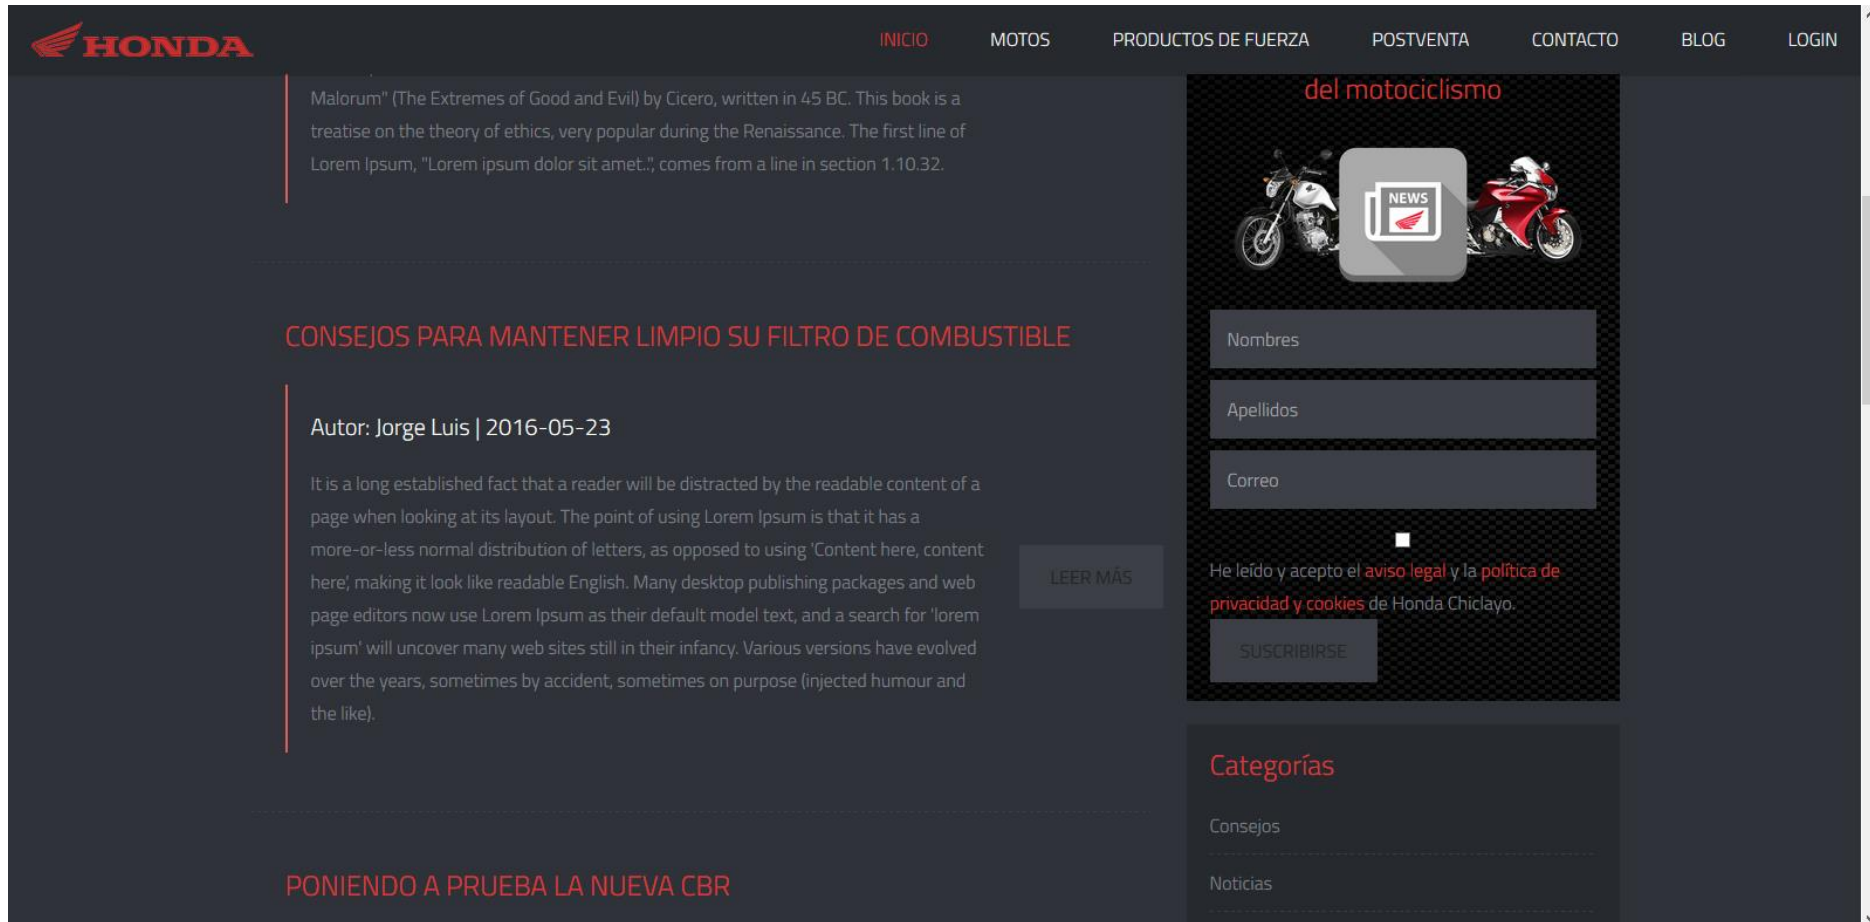 HONDA
INICIO MOTOS PRODUCTOS DE FUERZA POSTVENTA CONTACTO BLOG LOGIN
Malorum" (The Extremes of Good and Evil) by Cicero, written in 45 BC. This book is a
treatise on the theory of ethics, very popular during the Renaissance. The first line of
Lorem Ipsum, "Lorem ipsum dolor sit amet..", comes from a line in section 1.10.32.
CONSEJOS PARA MANTENER LIMPIO SU FILTRO DE COMBUSTIBLE
Autor: Jorge Luis | 2016-05-23
It is a long established fact that a reader will be distracted by the readable content of a
page when looking at its layout. The point of using Lorem Ipsum is that it has a
more-or-less normal distribution of letters, as opposed to using 'Content here, content
here', making it look like readable English. Many desktop publishing packages and web
page editors now use Lorem Ipsum as their default model text, and a search for 'lorem
ipsum' will uncover many web sites still in their infancy. Various versions have evolved
over the years, sometimes by accident, sometimes on purpose (injected humour and
the like).
LEER MÁS
PONIENDO A PRUEBA LA NUEVA CBR
del motociclismo
NEWS
Nombres
Apellidos
Correo
He leído y acepto el aviso legal y la política de
privacidad y cookies de Honda Chiclayo.
SUSCRIBIRSE
Categorías
Consejos
Noticias